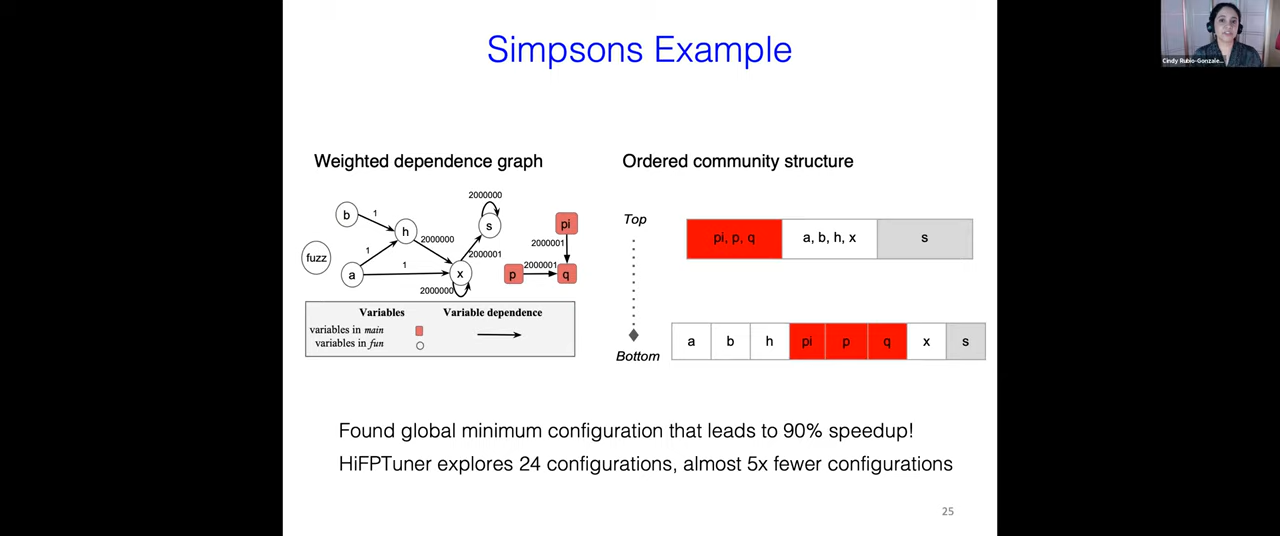 Simpsons Example
Cindy Rubio-Gonzale...
Weighted dependence graph
b
1
h
2000000
s
2000000
pi
2000001
fuzz
1
a
1
x
2000001
2000000
p
2000001
q
Variables
Variable dependence
variables in main
variables in fun
Ordered community structure
Top
pi, p, q
a, b, h, x
s
Bottom
a
b
h
pi
p
q
x
s
Found global minimum configuration that leads to 90% speedup!
HiFPTuner explores 24 configurations, almost 5x fewer configurations
25